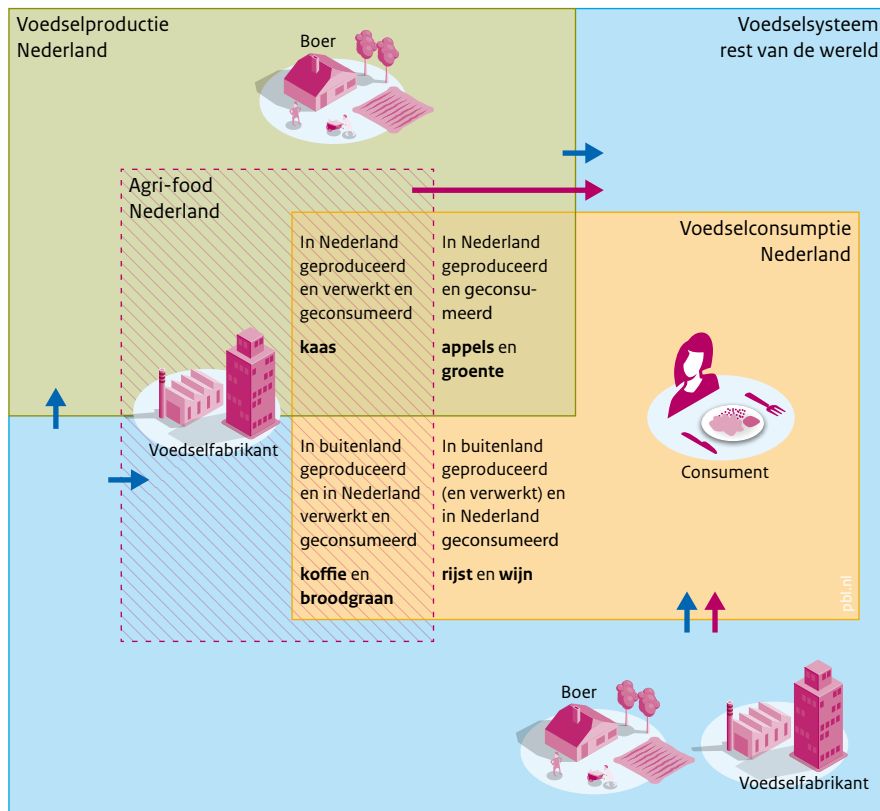 Voedselproductie
Nederland
Boer
Voedselsysteem
rest van de wereld
Agri-food
Nederland
Voedselconsumptie
Nederland
In Nederland
geproduceerd
en verwerkt en
geconsumeerd
kaas
In Nederland
geproduceerd
en geconsu-
meerd
appels en
groente
Voedselfabrikant
Consument
In buitenland
geproduceerd
en in Nederland
verwerkt en
geconsumeerd
koffie en
broodgraan
In buitenland
geproduceerd
(en verwerkt) en
in Nederland
geconsumeerd
rijst en wijn
pbl.nl
Boer
Voedselfabrikant